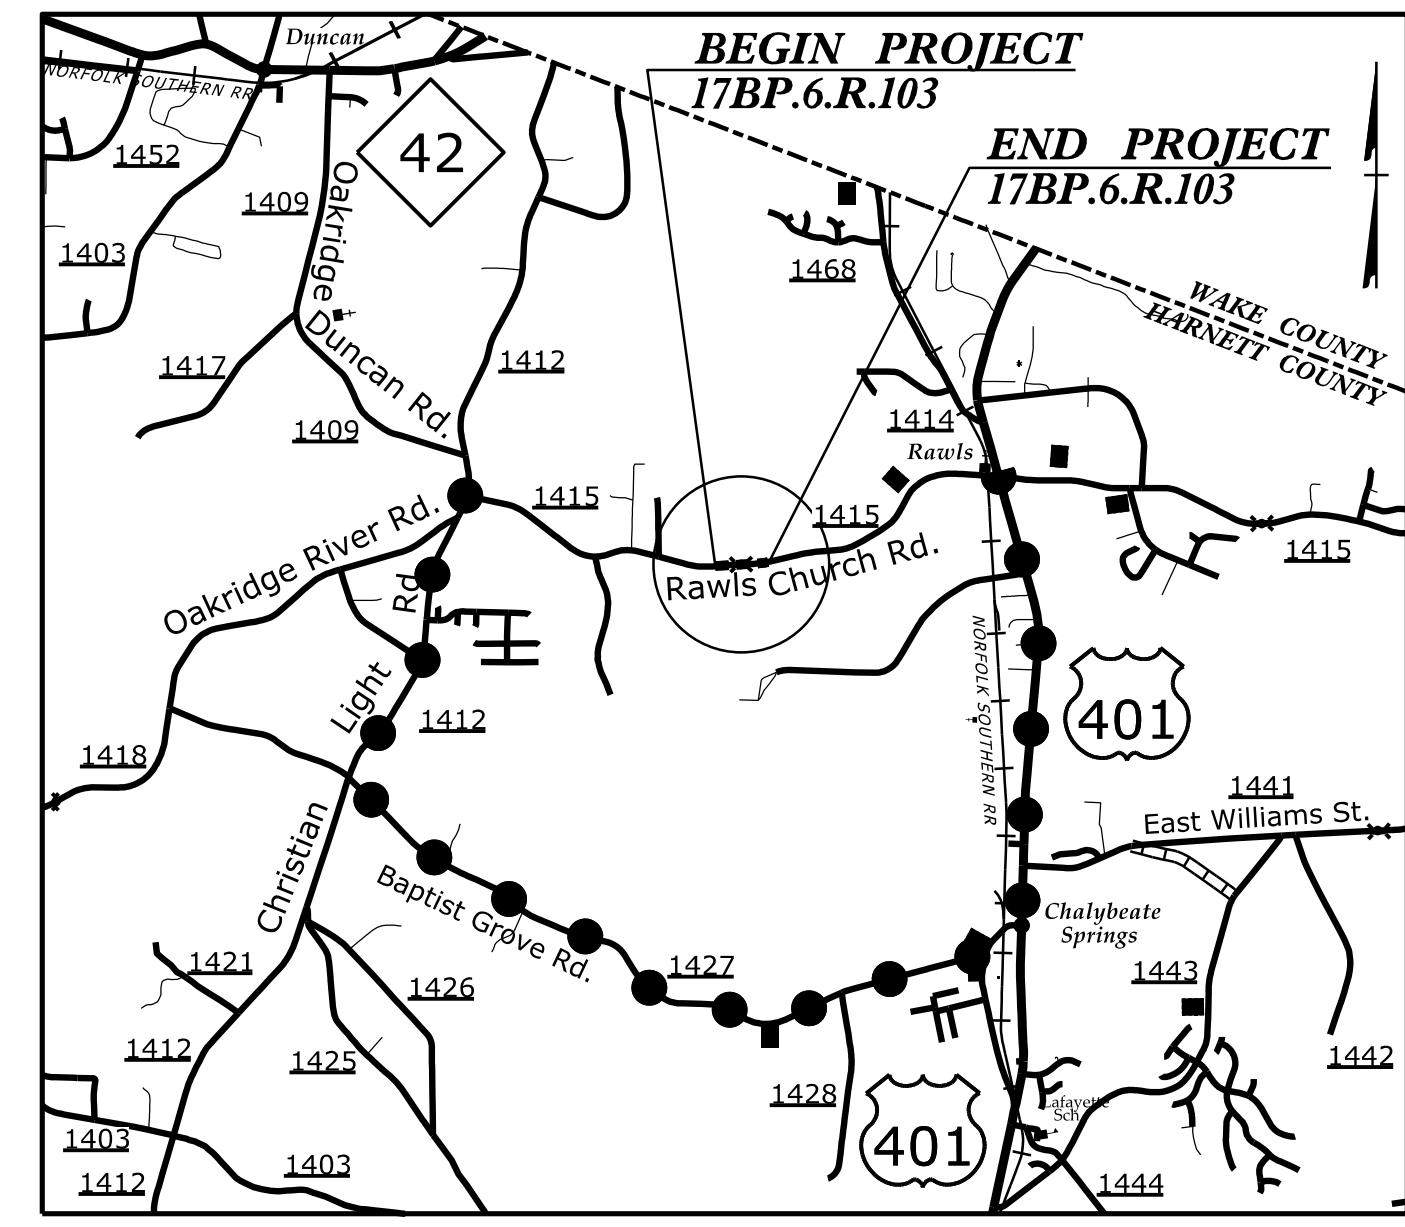 Duncan
NORFOLK SOUTHERN RR
BEGIN PROJECT
17BP.6.R.103
END PROJECT
17BP.6.R.103
42
1452
1409
Oakridge
Duncan Rd.
1403
1468
WAKE COUNTY
HARNETT COUNTY
1417
1412
1409
1414
Rawls
1415
1415
1415
Oakridge River Rd.
Rawls Church Rd.
Rd
Light
Christian
1412
NORFOLK SOUTHERN RR
401
1418
1441
East Williams St.
Baptist Grove Rd.
Chalybeate
Springs
1421
1427
1443
1426
1412
1425
1442
1428
401
Lafayette
Sch.
1403
1403
1412
1444